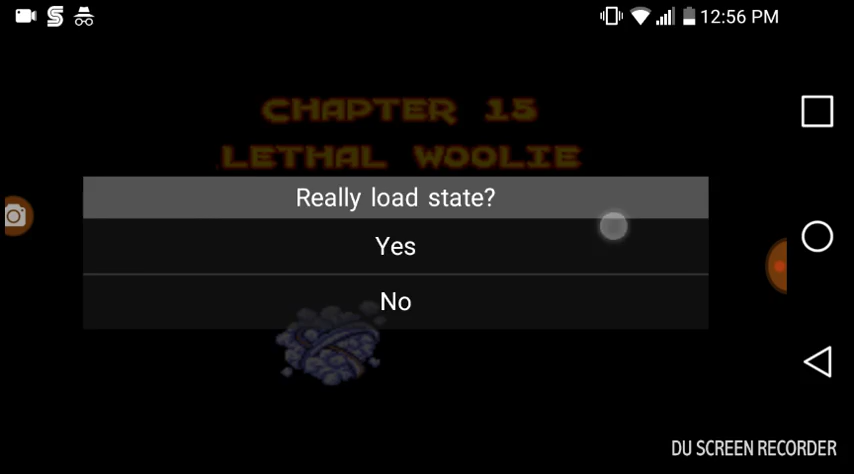 12:56 PM
CHAPTER 15
LETHAL WOOLIE
Really load state?
Yes
No
DU SCREEN RECORDER